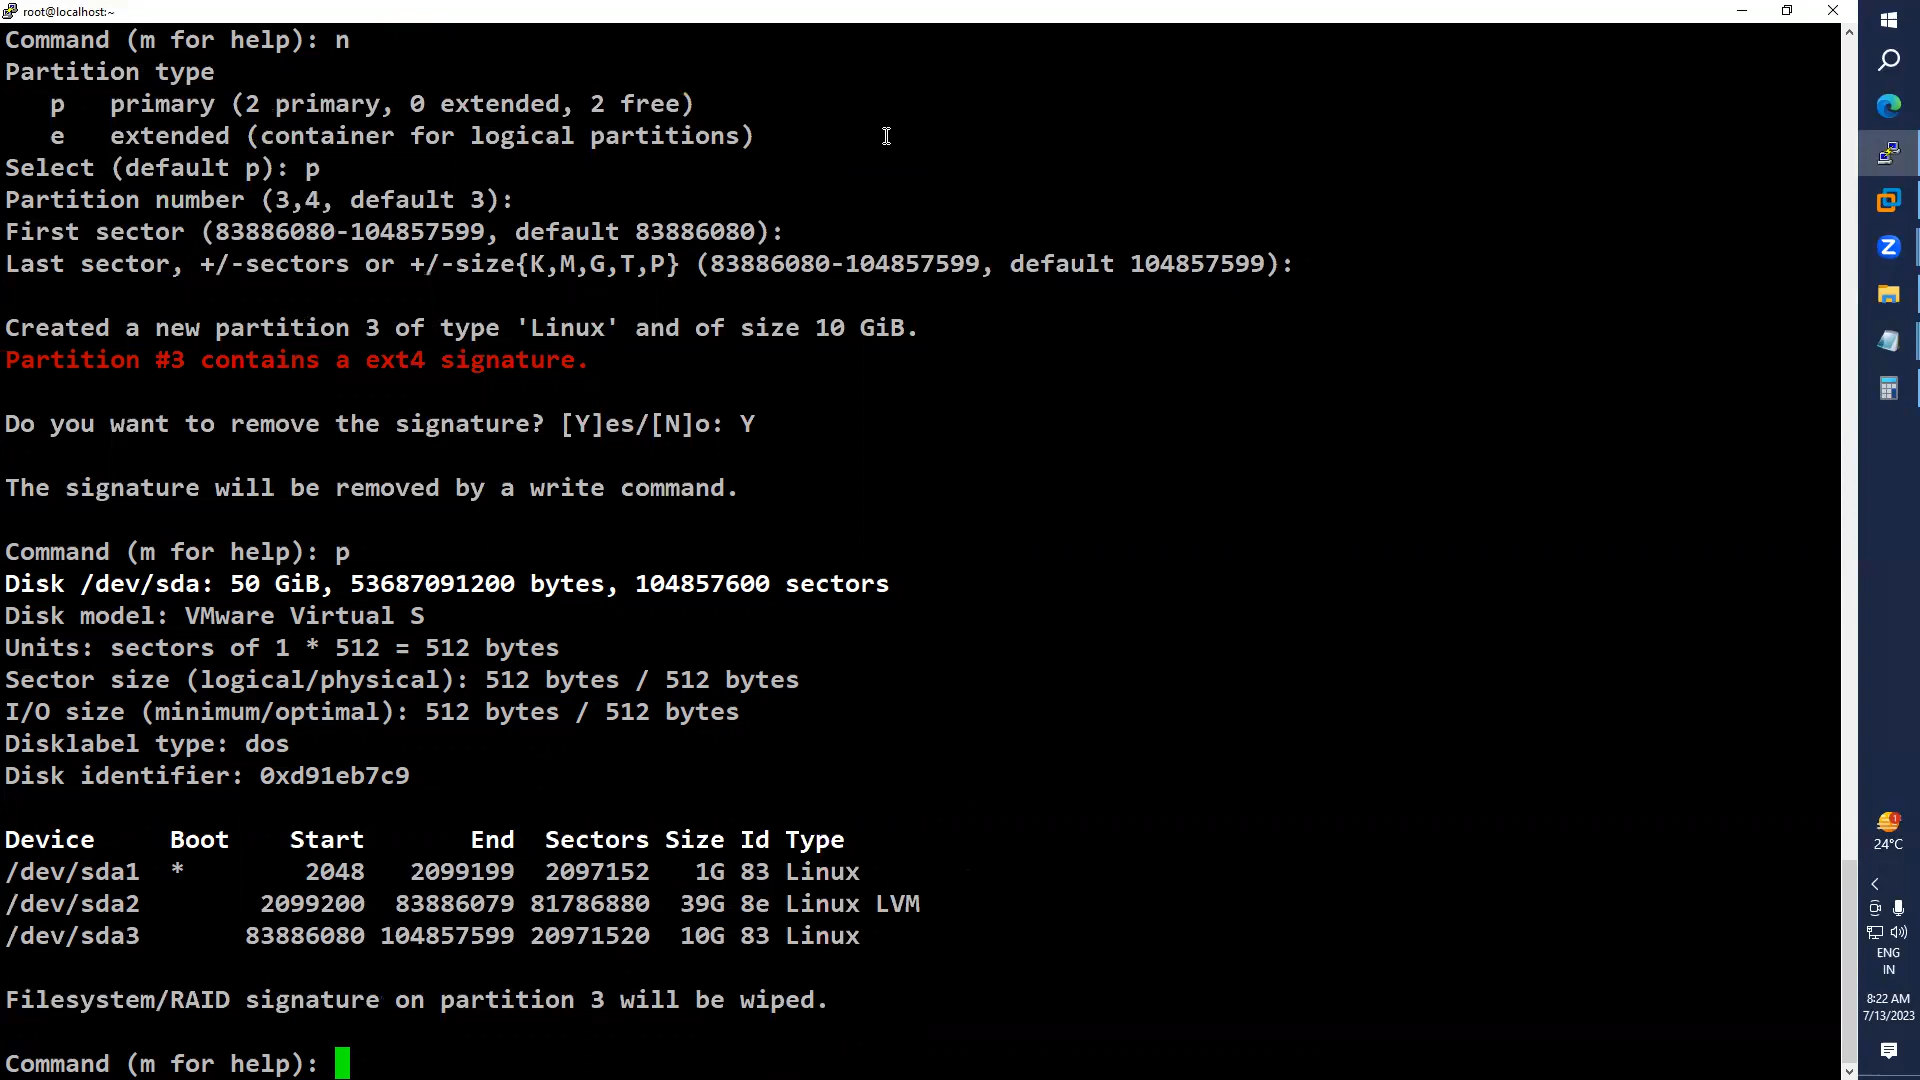 root@localhost:~
Command (m for help): n
Partition type
   p   primary (2 primary, 0 extended, 2 free)
   e   extended (container for logical partitions)
Select (default p): p
Partition number (3,4, default 3):
First sector (83886080-104857599, default 83886080):
Last sector, +/-sectors or +/-size{K,M,G,T,P} (83886080-104857599, default 104857599):
Created a new partition 3 of type 'Linux' and of size 10 GiB.
Partition #3 contains a ext4 signature.
Do you want to remove the signature? [Y]es/[N]o: Y
The signature will be removed by a write command.
Command (m for help): p
Disk /dev/sda: 50 GiB, 53687091200 bytes, 104857600 sectors
Disk model: VMware Virtual S
Units: sectors of 1 * 512 = 512 bytes
Sector size (logical/physical): 512 bytes / 512 bytes
I/O size (minimum/optimal): 512 bytes / 512 bytes
Disklabel type: dos
Disk identifier: 0xd91eb7c9
Device     Boot    Start       End  Sectors Size Id Type
/dev/sda1  *        2048   2099199  2097152   1G 83 Linux
/dev/sda2        2099200  83886079 81786880  39G 8e Linux LVM
/dev/sda3       83886080 104857599 20971520  10G 83 Linux
Filesystem/RAID signature on partition 3 will be wiped.
Command (m for help):
Z
1
24°C
ENG
IN
8:22 AM
7/13/2023